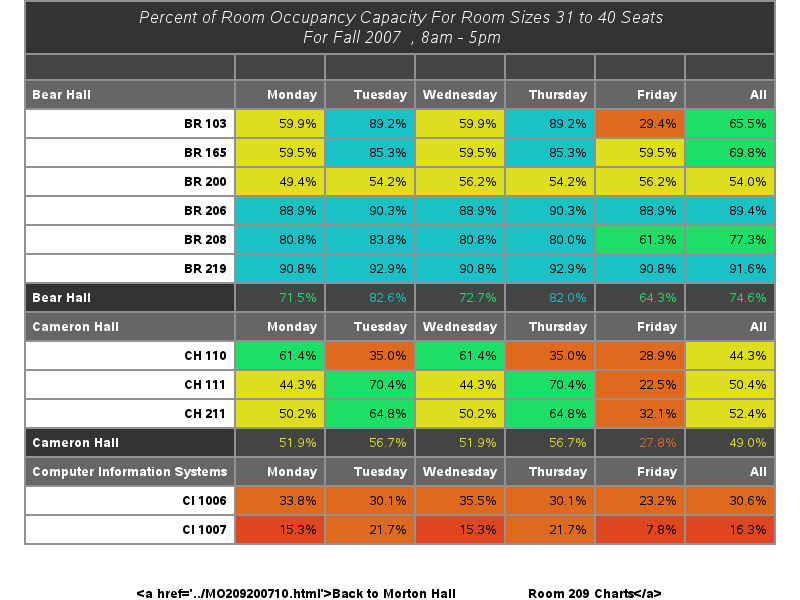 Percent of Room Occupancy Capacity For Room Sizes 31 to 40 Seats
For Fall 2007 , 8am - 5pm
Bear Hall Monday Tuesday Wednesday Thursday Friday All
BR 103 59.9% 89.2% 59.9% 89.2% 29.4% 65.5%
BR 165 59.5% 85.3% 59.5% 85.3% 59.5% 69.8%
BR 200 49.4% 54.2% 56.2% 54.2% 56.2% 54.0%
BR 206 88.9% 90.3% 88.9% 90.3% 88.9% 89.4%
BR 208 80.8% 83.8% 80.8% 80.0% 61.3% 77.3%
BR 219 90.8% 92.9% 90.8% 92.9% 90.8% 91.6%
Bear Hall 71.5% 82.6% 72.7% 82.0% 64.3% 74.6%
Cameron Hall Monday Tuesday Wednesday Thursday Friday All
CH 110 61.4% 35.0% 61.4% 35.0% 28.9% 44.3%
CH 111 44.3% 70.4% 44.3% 70.4% 22.5% 50.4%
CH 211 50.2% 64.8% 50.2% 64.8% 32.1% 52.4%
Cameron Hall 51.9% 56.7% 51.9% 56.7% 27.8% 49.0%
Computer Information Systems Monday Tuesday Wednesday Thursday Friday All
CI 1006 33.8% 30.1% 35.5% 30.1% 23.2% 30.6%
CI 1007 15.3% 21.7% 15.3% 21.7% 7.8% 16.3%
<a href='../MO209200710.html'>Back to Morton Hall Room 209 Charts</a>